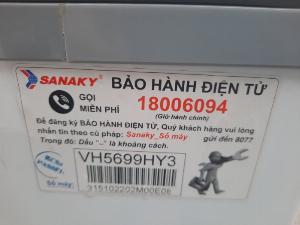 SANAKY BẢO HÀNH ĐIỆN TỬ
GỌI
MIỄN PHÍ 18006094
(Giờ hành chính)
Để đăng ký BẢO HÀNH ĐIỆN TỬ, Quý khách hàng vui lòng
nhắn tin theo cú pháp: Sanaky_Số máy gửi đến 8077
Trong đó: Dấu "_" là khoảng cách.
VH5699HY3
Số máy: 315102202M00E08